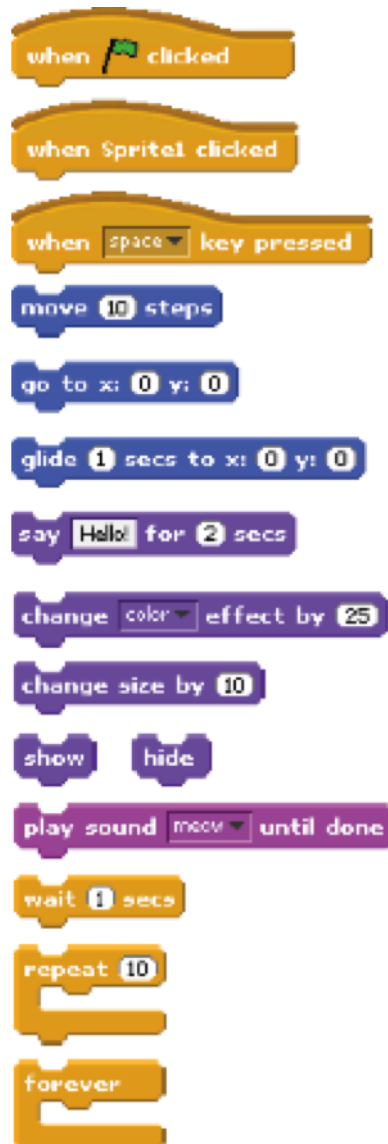 when clicked
when Sprite1 clicked
when space key pressed
move 10 steps
go to x: 0 y: 0
glide 1 secs to x: 0 y: 0
say Hello! for 2 secs
change color effect by 25
change size by 10
show hide
play sound meow until done
wait 1 secs
repeat 10
forever